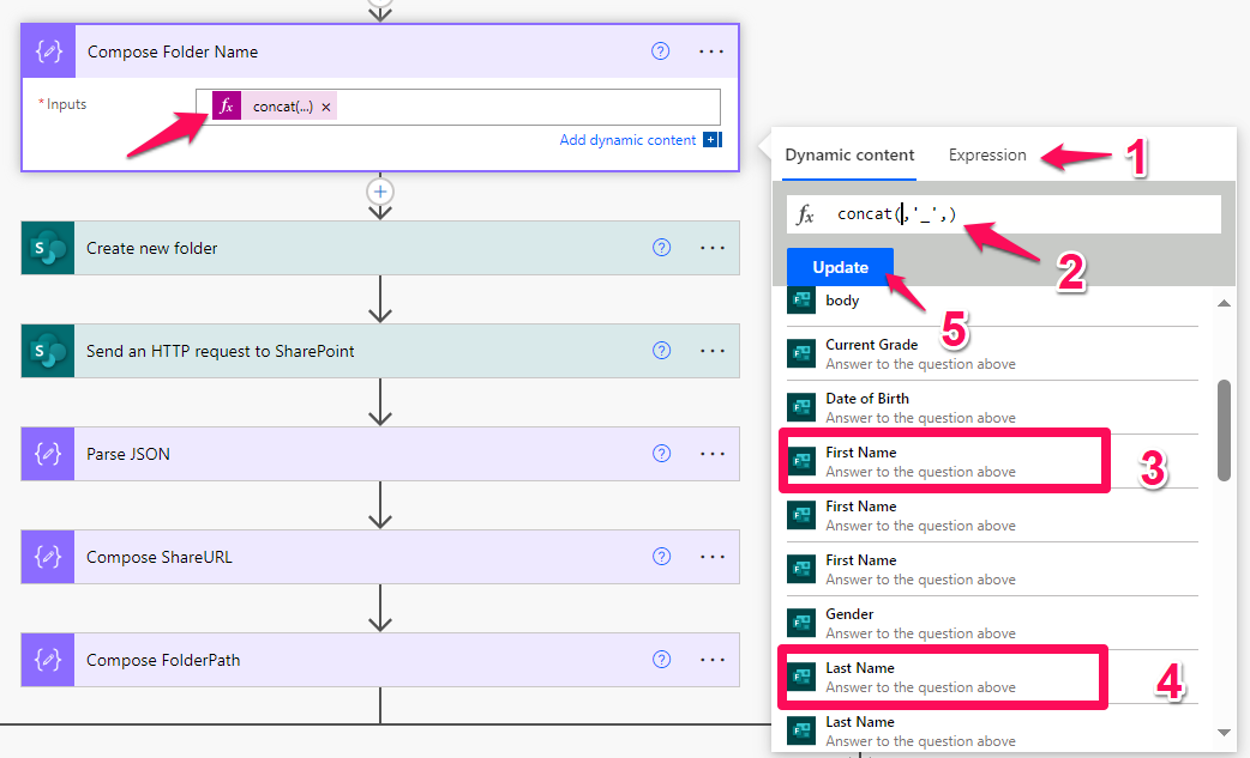 Compose Folder Name
* Inputs
fx concat(...) ×
Add dynamic content
Create new folder
S
Send an HTTP request to SharePoint
S
Parse JSON
Compose ShareURL
Compose FolderPath
Dynamic content
Expression
1
fx concat(,'_',)
2
Update
5
body
Current Grade
Answer to the question above
Date of Birth
Answer to the question above
First Name
Answer to the question above
3
First Name
Answer to the question above
First Name
Answer to the question above
Gender
Answer to the question above
Last Name
Answer to the question above
4
Last Name
Answer to the question above